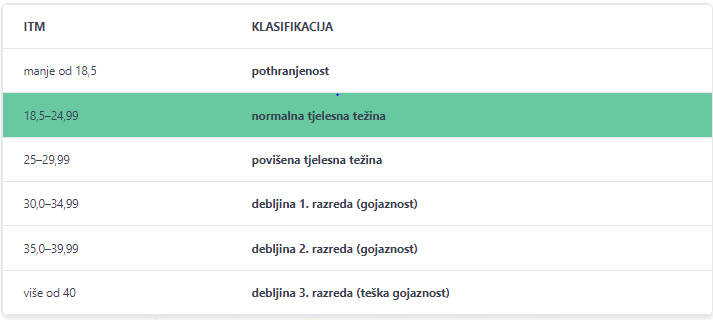 ITM KLASIFIKACIJA
manje od 18,5 pothranjenost
18,5–24,99 normalna tjelesna težina
25–29,99 povišena tjelesna težina
30,0–34,99 debljina 1. razreda (gojaznost)
35,0–39,99 debljina 2. razreda (gojaznost)
više od 40 debljina 3. razreda (teška gojaznost)